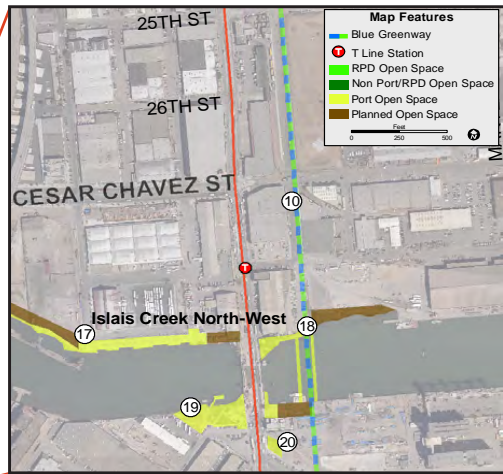 25TH ST
26TH ST
CESAR CHAVEZ ST
10
T
Islais Creek North-West
17
18
19
20
Map Features
Blue Greenway
T T Line Station
RPD Open Space
Non Port/RPD Open Space
Port Open Space
Planned Open Space
Feet
0 250 500
N